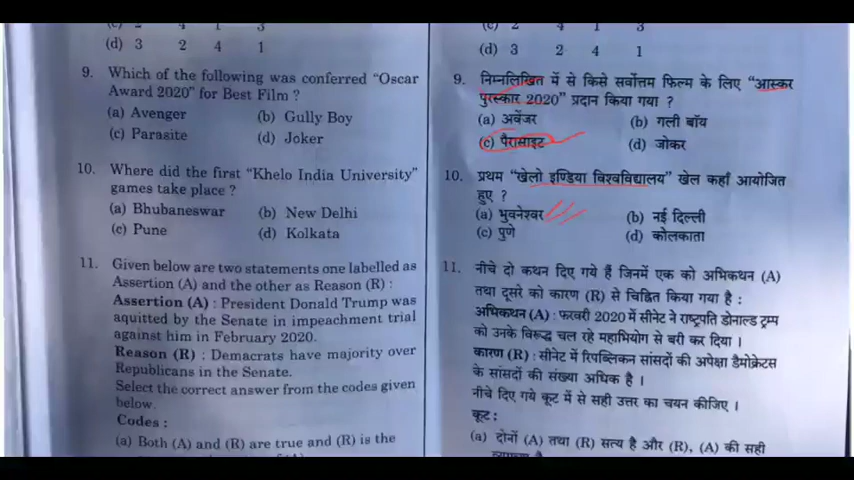 (c) 2 4 1 3
(d) 3 2 4 1
9. Which of the following was conferred “Oscar
Award 2020” for Best Film ?
(a) Avenger (b) Gully Boy
(c) Parasite (d) Joker
10. Where did the first “Khelo India University”
games take place ?
(a) Bhubaneswar (b) New Delhi
(c) Pune (d) Kolkata
11. Given below are two statements one labelled as
Assertion (A) and the other as Reason (R) :
Assertion (A) : President Donald Trump was
aquitted by the Senate in impeachment trial
against him in February 2020.
Reason (R) : Demacrats have majority over
Republicans in the Senate.
Select the correct answer from the codes given
below.
Codes :
(a) Both (A) and (R) are true and (R) is the
(c) 2 4 1 3
(d) 3 2 4 1
9. निम्नलिखित में से किसे सर्वोत्तम फिल्म के लिए “आस्कर
पुरस्कार 2020” प्रदान किया गया ?
(a) अवेंजर (b) गली बॉय
(c) पैरासाइट (d) जोकर
10. प्रथम “खेलो इण्डिया विश्वविद्यालय” खेल कहाँ आयोजित
हुए ?
(a) भुवनेश्वर (b) नई दिल्ली
(c) पुणे (d) कोलकाता
11. नीचे दो कथन दिए गये हैं जिनमें एक को अभिकथन (A)
तथा दूसरे को कारण (R) से चिह्नित किया गया है :
अभिकथन (A) : फरवरी 2020 में सीनेट ने राष्ट्रपति डोनाल्ड ट्रम्प
को उनके विरूद्ध चल रहे महाभियोग से बरी कर दिया ।
कारण (R) : सीनेट में रिपब्लिकन सांसदों की अपेक्षा डैमोक्रेटस
के सांसदों की संख्या अधिक है ।
नीचे दिए गये कूट में से सही उत्तर का चयन कीजिए ।
कूट :
(a) दोनों (A) तथा (R) सत्य है और (R), (A) की सही